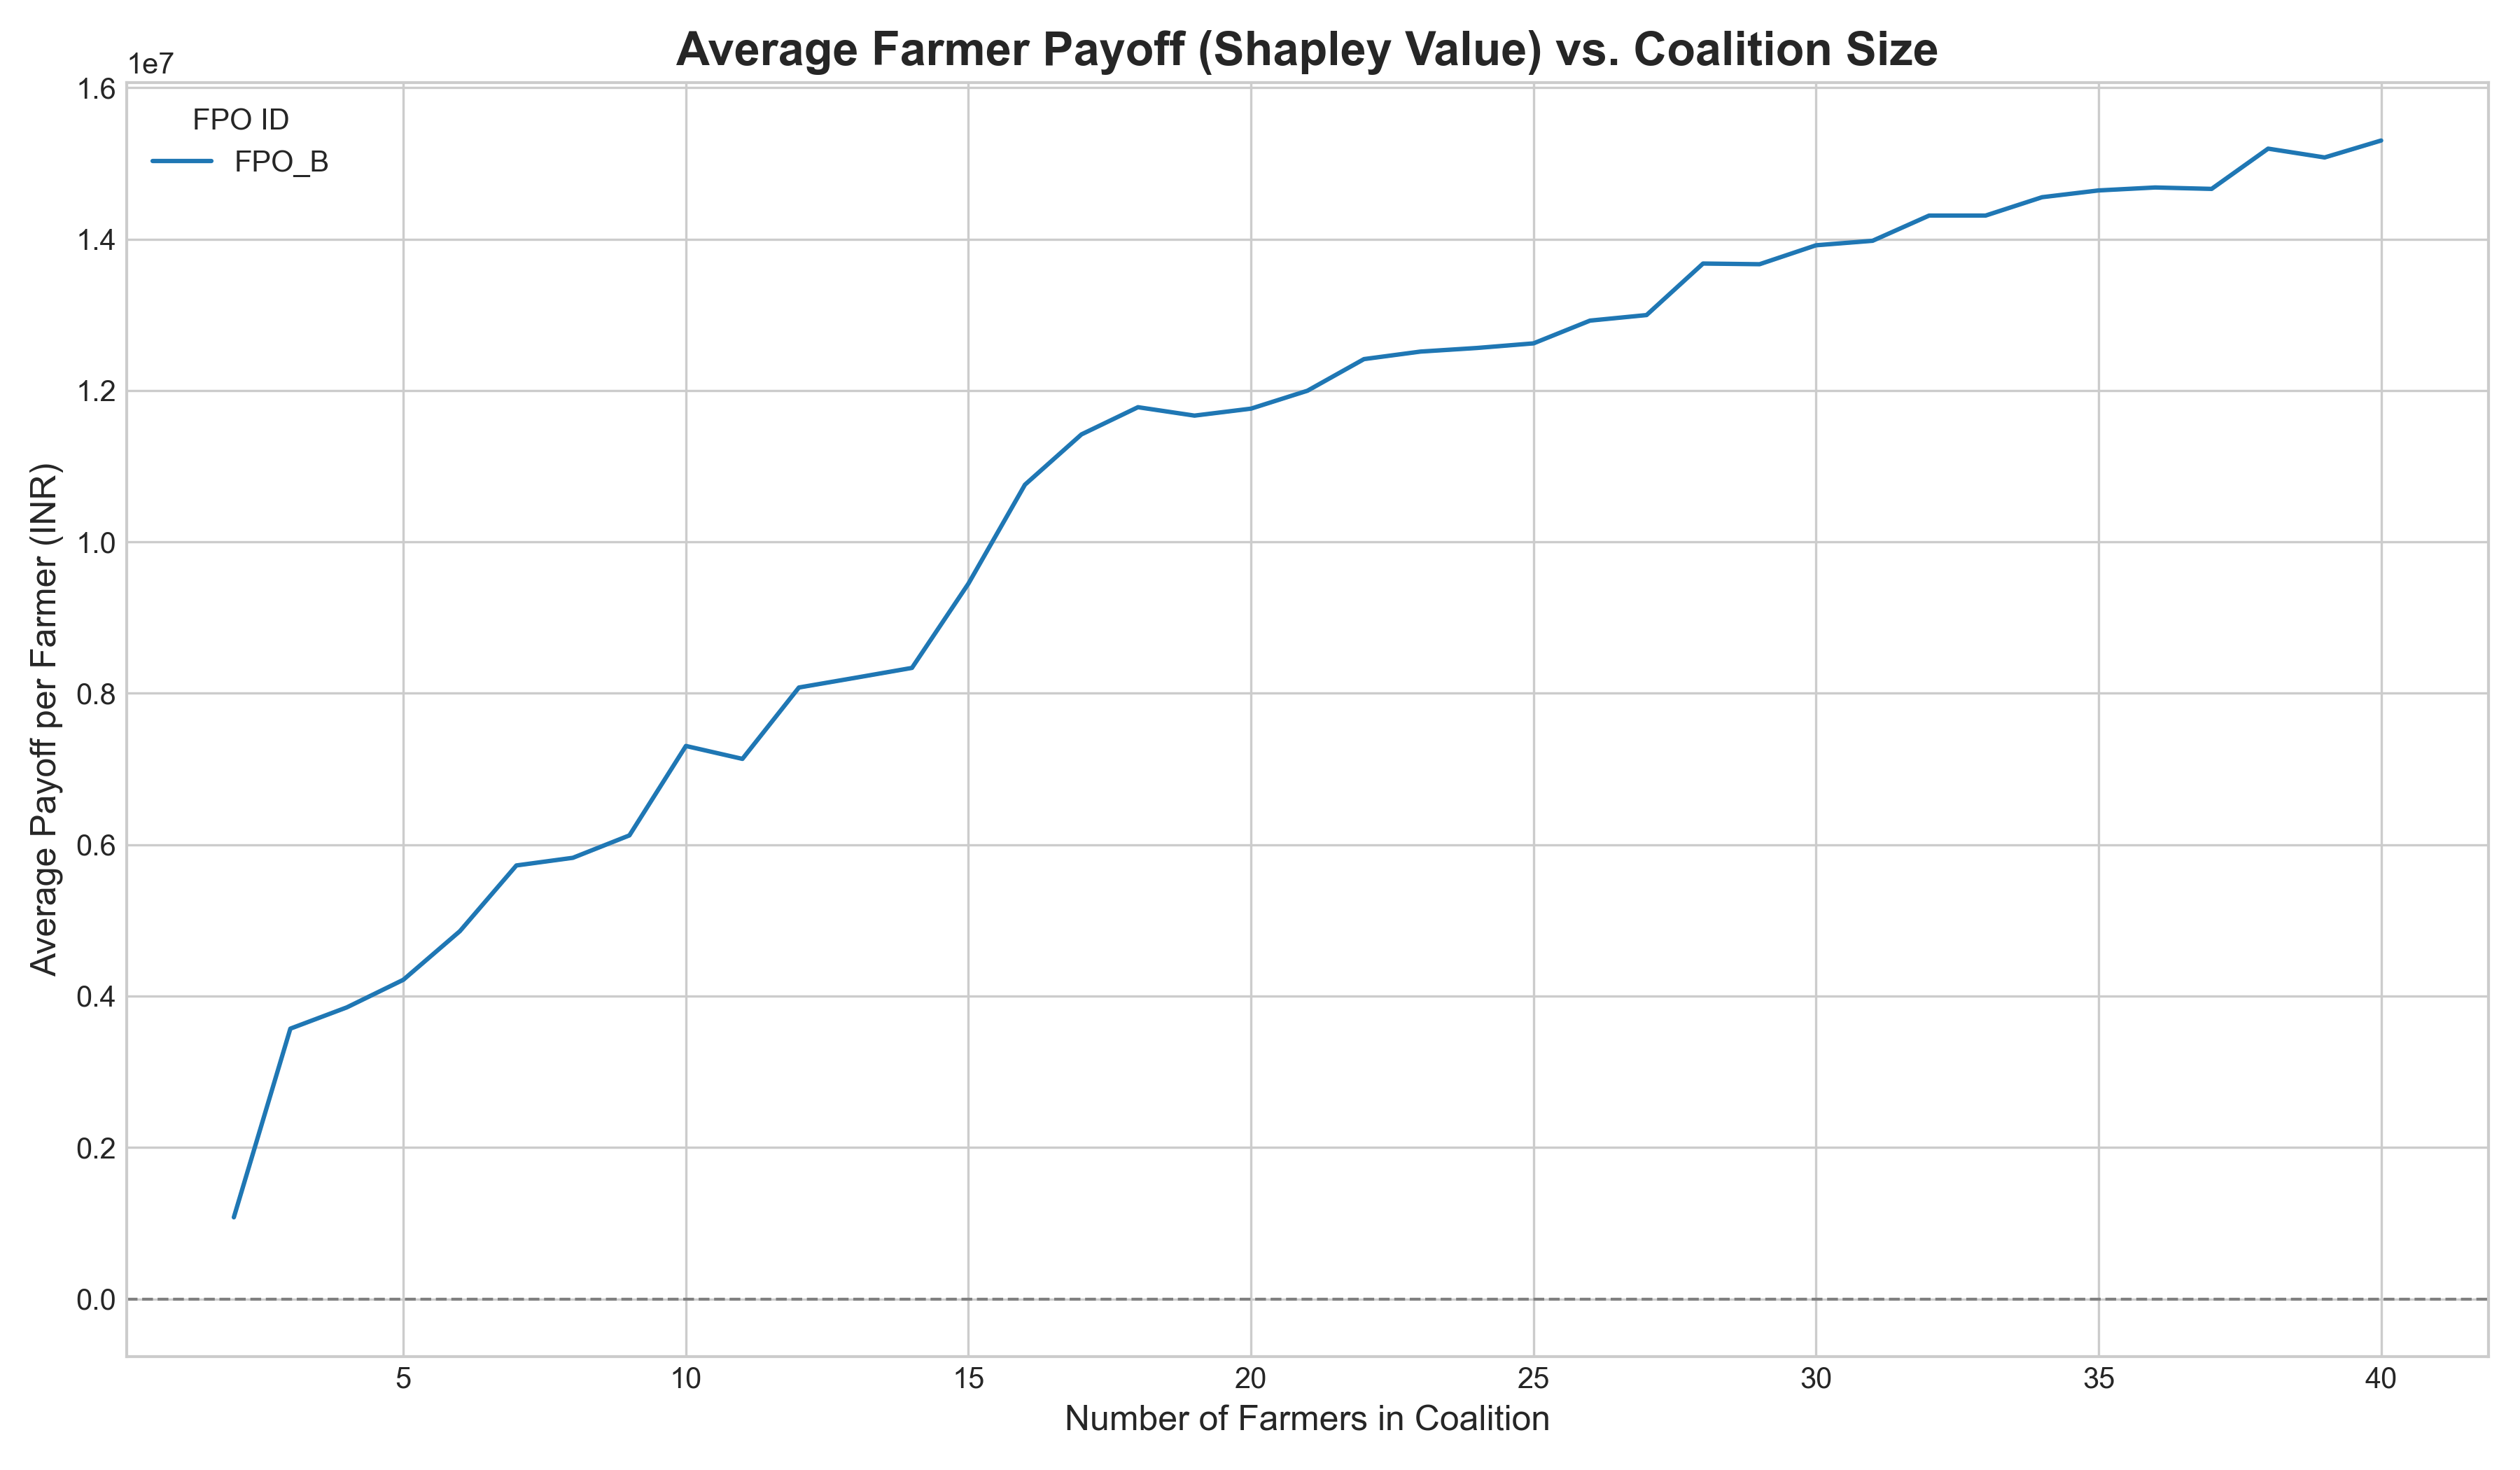 Average Farmer Payoff (Shapley Value) vs. Coalition Size
1e7
1.6
1.4
1.2
1.0
0.8
0.6
0.4
0.2
0.0
FPO ID
FPO_B
Average Payoff per Farmer (INR)
5 10 15 20 25 30 35 40
Number of Farmers in Coalition